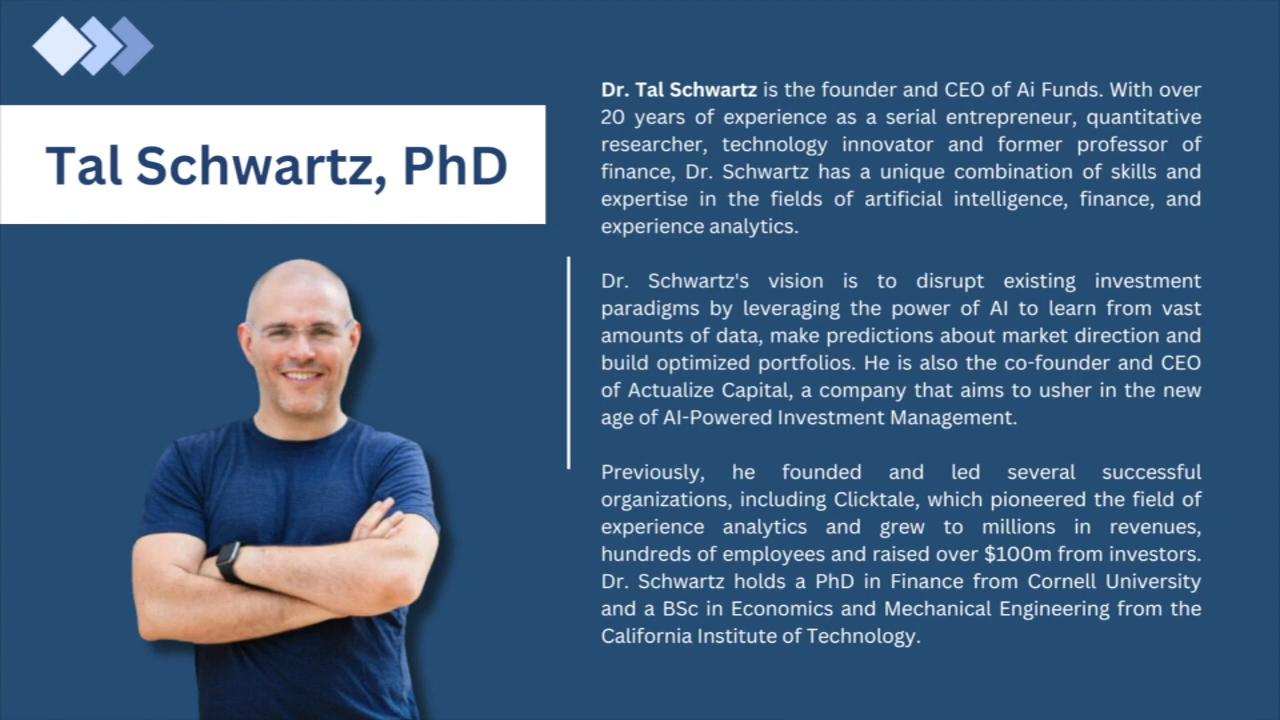 Tal Schwartz, PhD
Dr. Tal Schwartz is the founder and CEO of Ai Funds. With over
20 years of experience as a serial entrepreneur, quantitative
researcher, technology innovator and former professor of
finance, Dr. Schwartz has a unique combination of skills and
expertise in the fields of artificial intelligence, finance, and
experience analytics.
Dr. Schwartz's vision is to disrupt existing investment
paradigms by leveraging the power of AI to learn from vast
amounts of data, make predictions about market direction and
build optimized portfolios. He is also the co-founder and CEO
of Actualize Capital, a company that aims to usher in the new
age of AI-Powered Investment Management.
Previously, he founded and led several successful
organizations, including Clicktale, which pioneered the field of
experience analytics and grew to millions in revenues,
hundreds of employees and raised over $100m from investors.
Dr. Schwartz holds a PhD in Finance from Cornell University
and a BSc in Economics and Mechanical Engineering from the
California Institute of Technology.